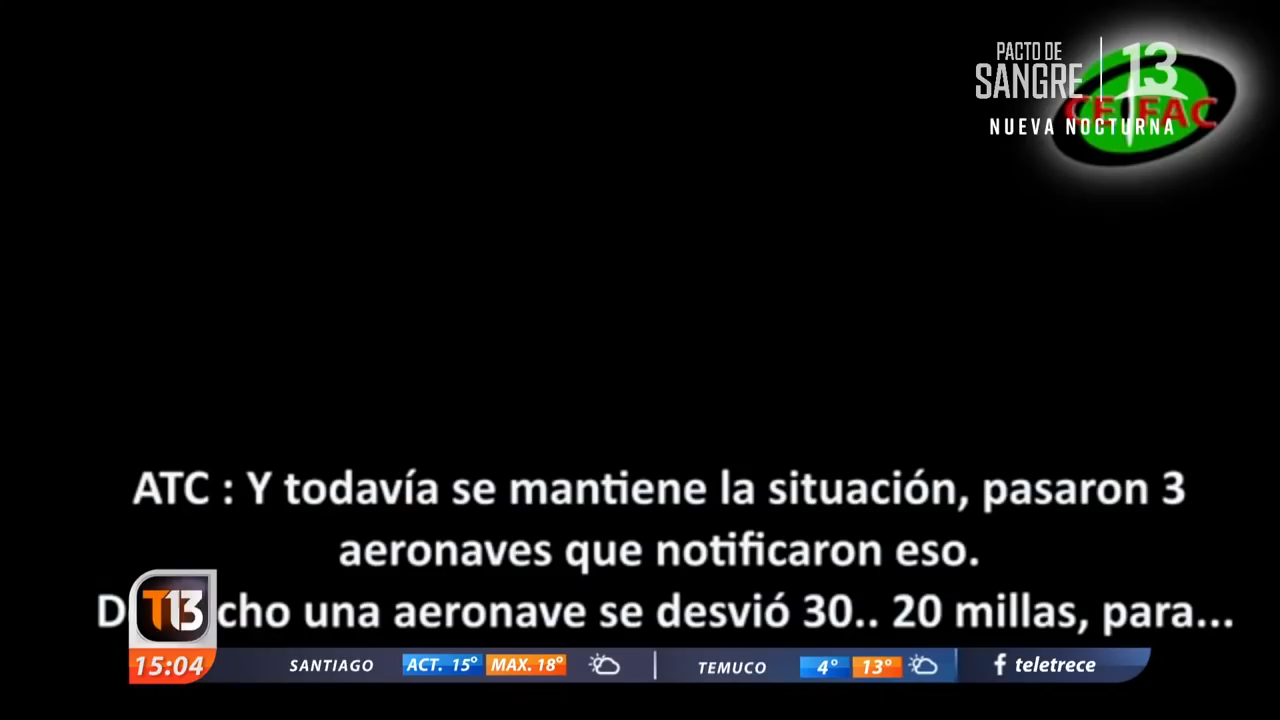 PACTO DE
SANGRE
13
NUEVA NOCTURNA
ATC : Y todavía se mantiene la situación, pasaron 3
aeronaves que notificaron eso.
cho una aeronave se desvió 30.. 20 millas, para...
T13
15:04
SANTIAGO ACT. 15° MAX. 18° TEMUCO 4° 13° teletrece